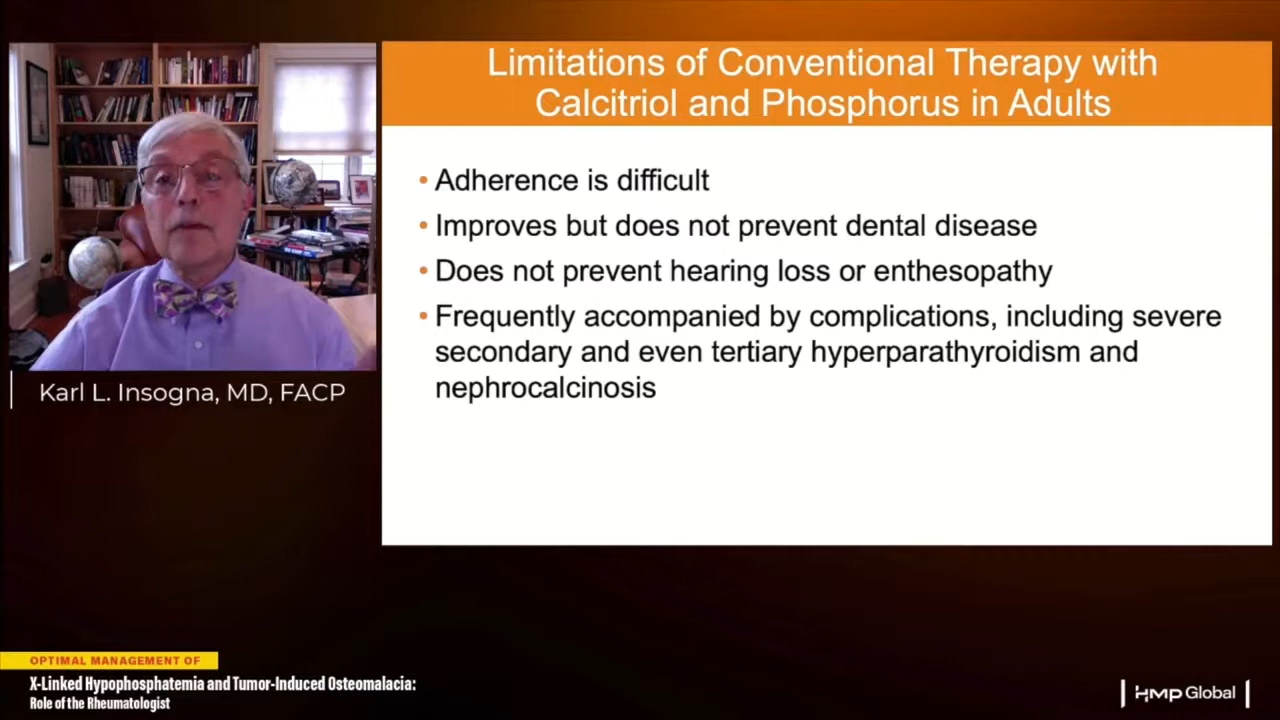 Limitations of Conventional Therapy with
Calcitriol and Phosphorus in Adults
• Adherence is difficult
• Improves but does not prevent dental disease
• Does not prevent hearing loss or enthesopathy
• Frequently accompanied by complications, including severe
secondary and even tertiary hyperparathyroidism and
nephrocalcinosis
Karl L. Insogna, MD, FACP
OPTIMAL MANAGEMENT OF
X-Linked Hypophosphatemia and Tumor-Induced Osteomalacia:
Role of the Rheumatologist
HMP Global